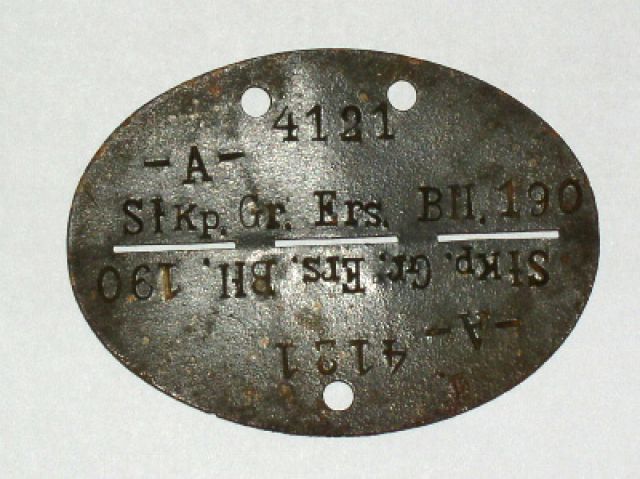 4121
-A-
StKp. Gr. Ers. Btl. 190
StKp. Gr. Ers. Btl. 190
-A-
4121